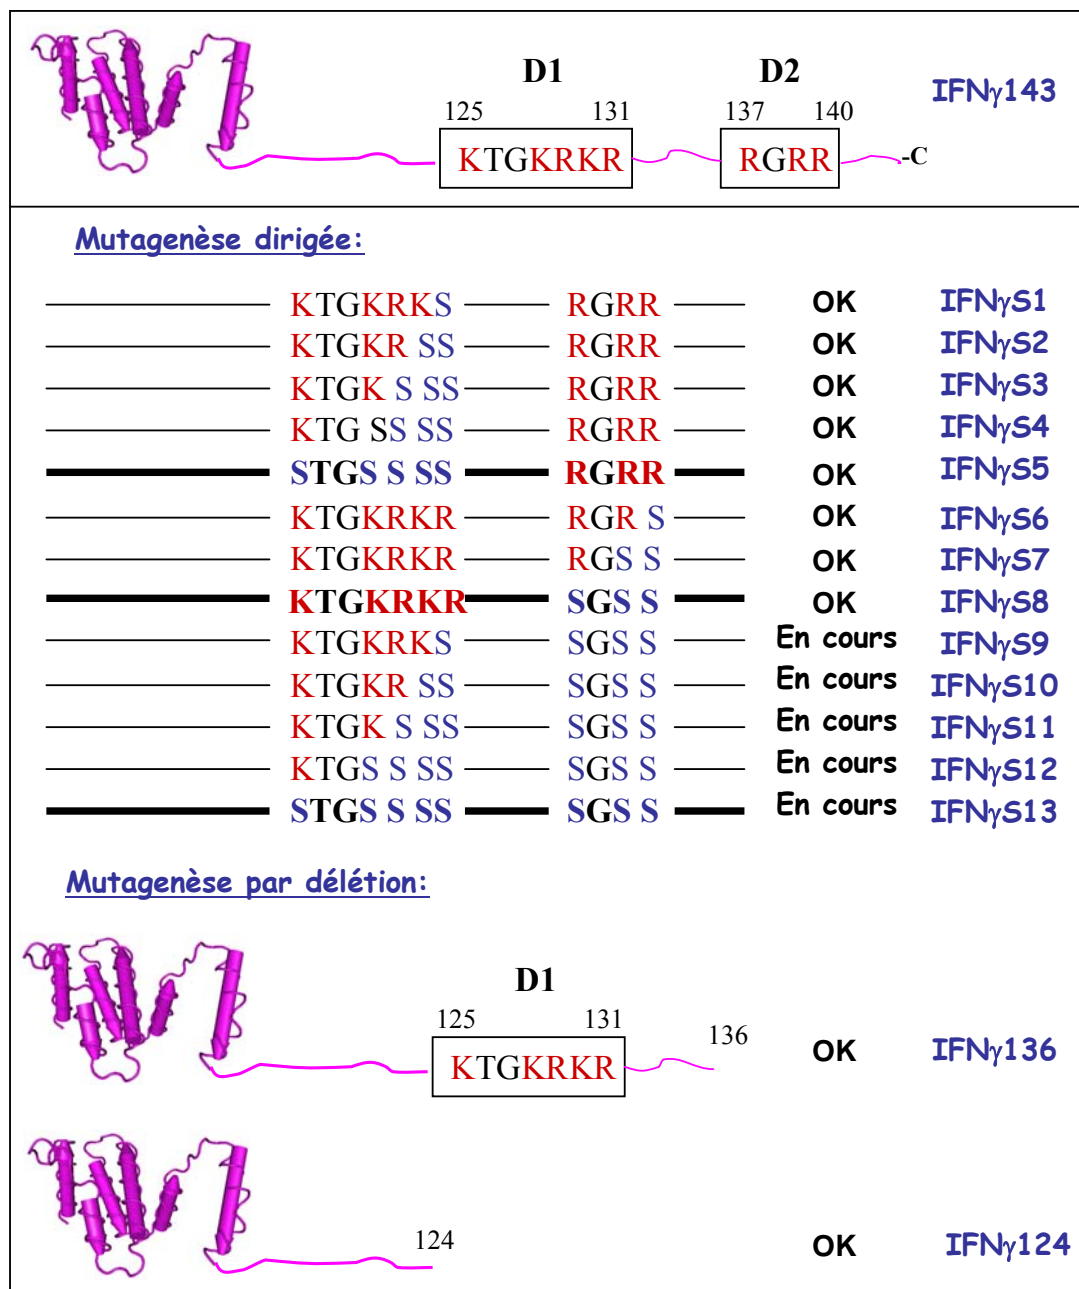 D1 D2 IFNγ143
125 131 137 140
KTGKRKR RGRR -C
Mutagenèse dirigée:
KTGKRKS RGRR OK IFNγS1
KTGKR SS RGRR OK IFNγS2
KTGK S SS RGRR OK IFNγS3
KTG SS SS RGRR OK IFNγS4
STGS S SS RGRR OK IFNγS5
KTGKRKR RGR S OK IFNγS6
KTGKRKR RGS S OK IFNγS7
KTGKRKR SGS S OK IFNγS8
KTGKRKS SGS S En cours IFNγS9
KTGKR SS SGS S En cours IFNγS10
KTGK S SS SGS S En cours IFNγS11
KTGS S SS SGS S En cours IFNγS12
STGS S SS SGS S En cours IFNγS13
Mutagenèse par délétion:
D1
125 131 136
KTGKRKR OK IFNγ136
124 OK IFNγ124